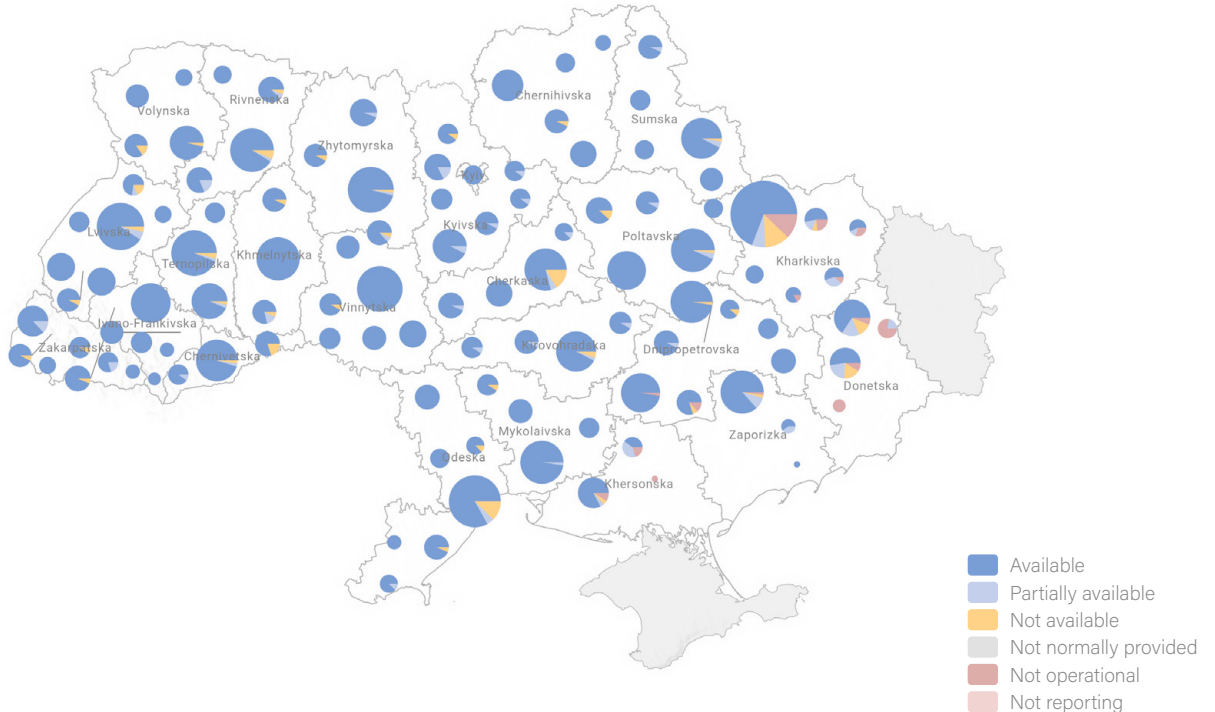 Chernihivska
Rivnenska
Volynska
Sumska
Zhytomyrska
Kyiv
Kyivska
Lvivska
Poltavska
Khmelnytska
Ternopilska
Kharkivska
Cherkaska
Vinnytska
Ivano-Frankivska
Kirovohradska
Zakarpatska
Dnipropetrovska
Chernivetska
Donetska
Mykolaivska
Zaporizka
Odeska
Khersonska
Available
Partially available
Not available
Not normally provided
Not operational
Not reporting